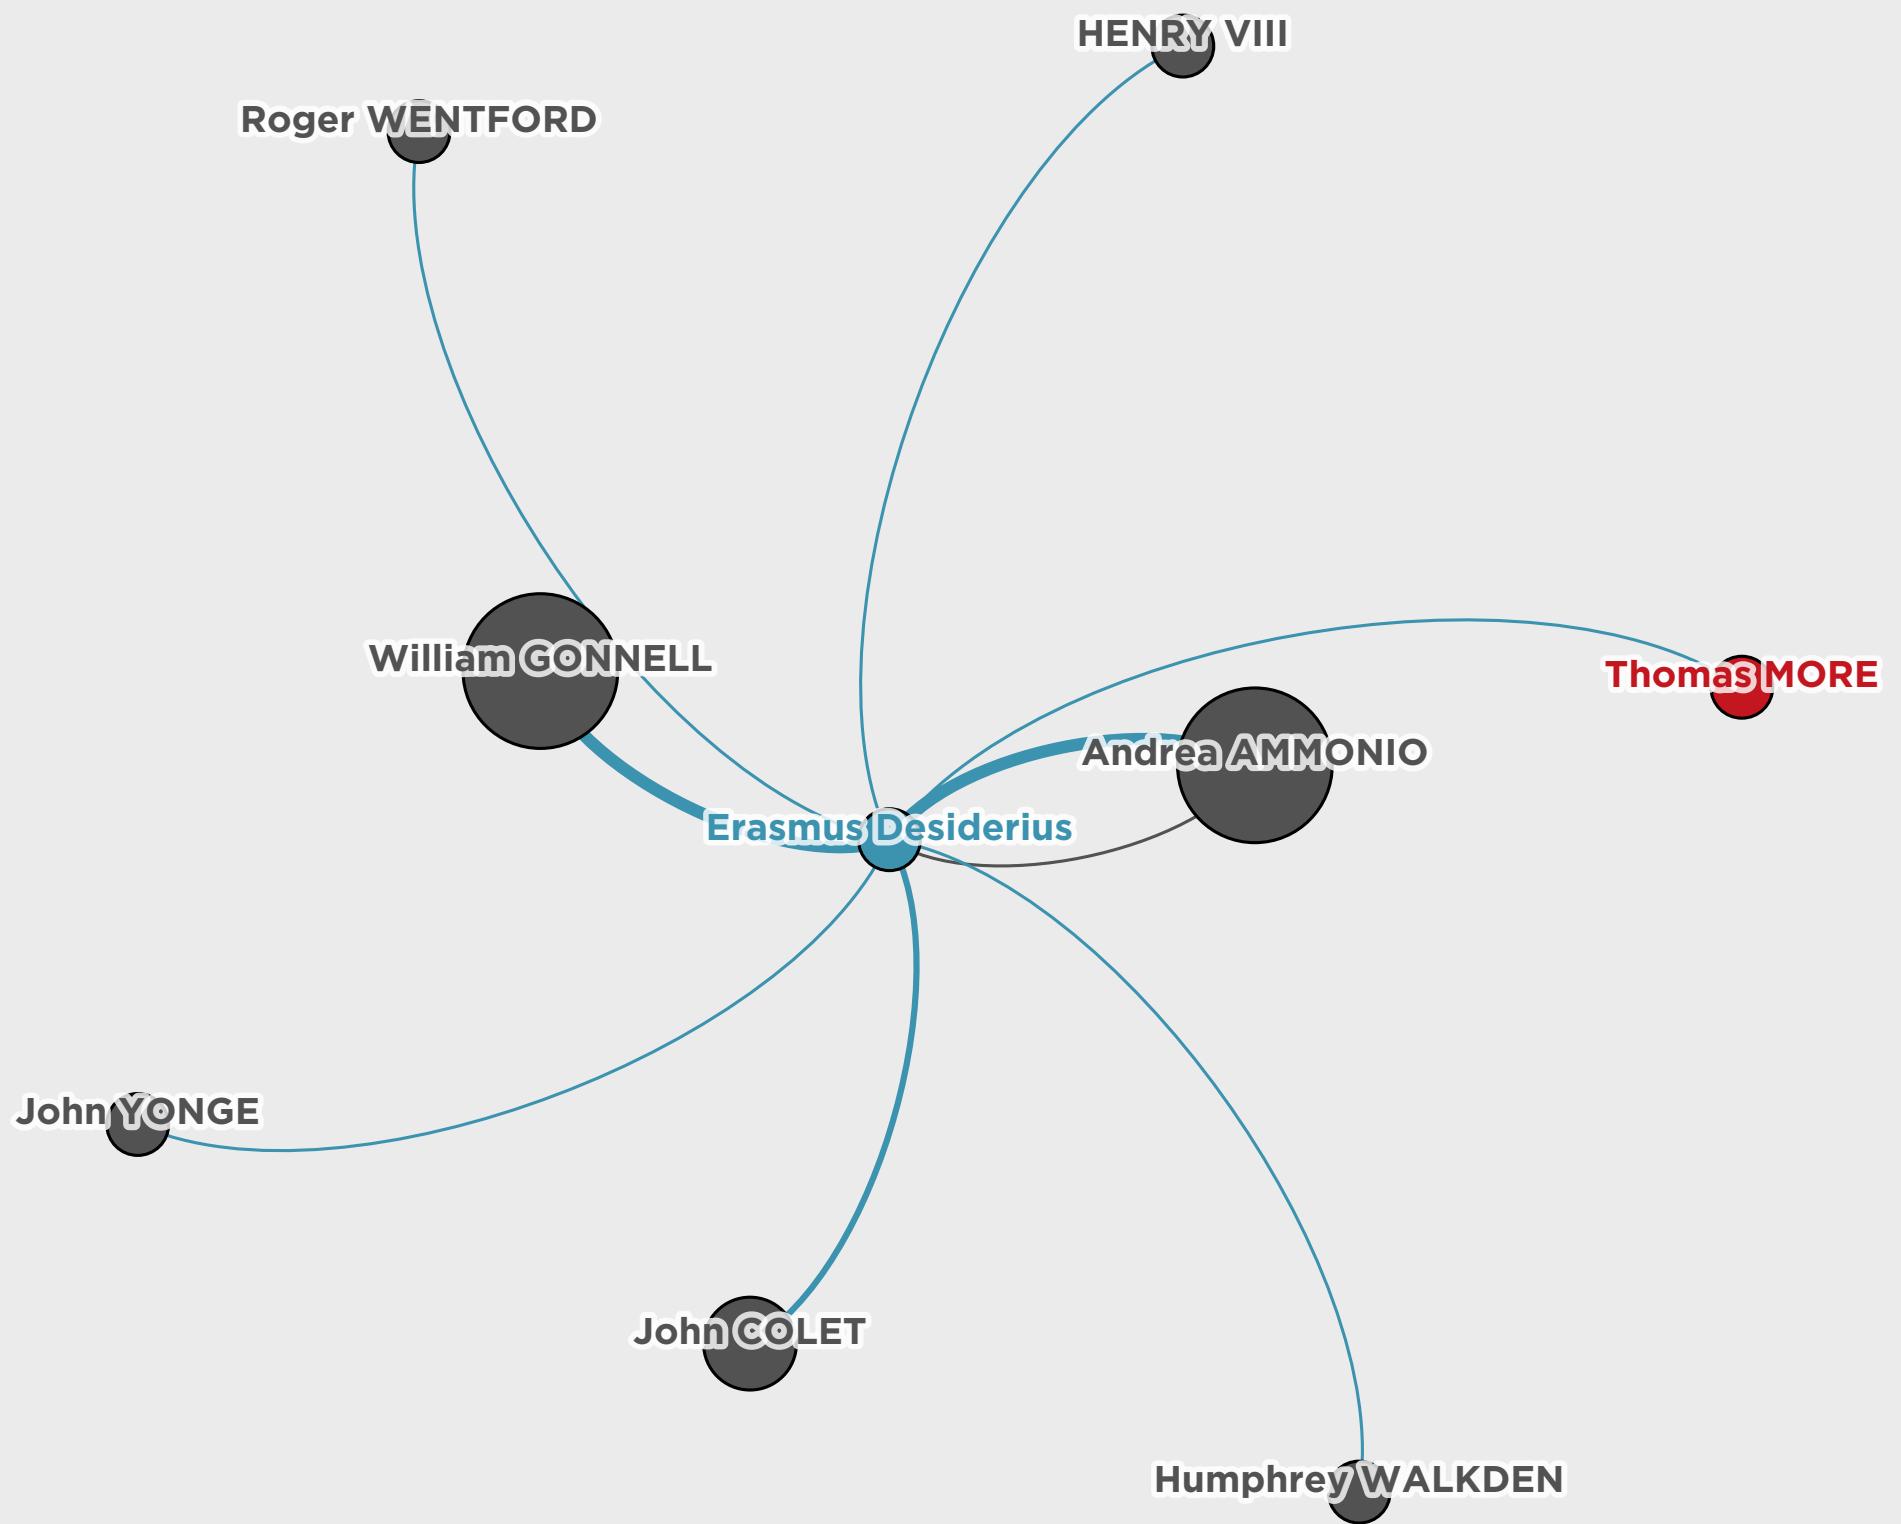 HENRY VIII
Roger WENTFORD
William GONNELL
Thomas MORE
Andrea AMMONIO
Erasmus Desiderius
John YONGE
John COLET
Humphrey WALKDEN